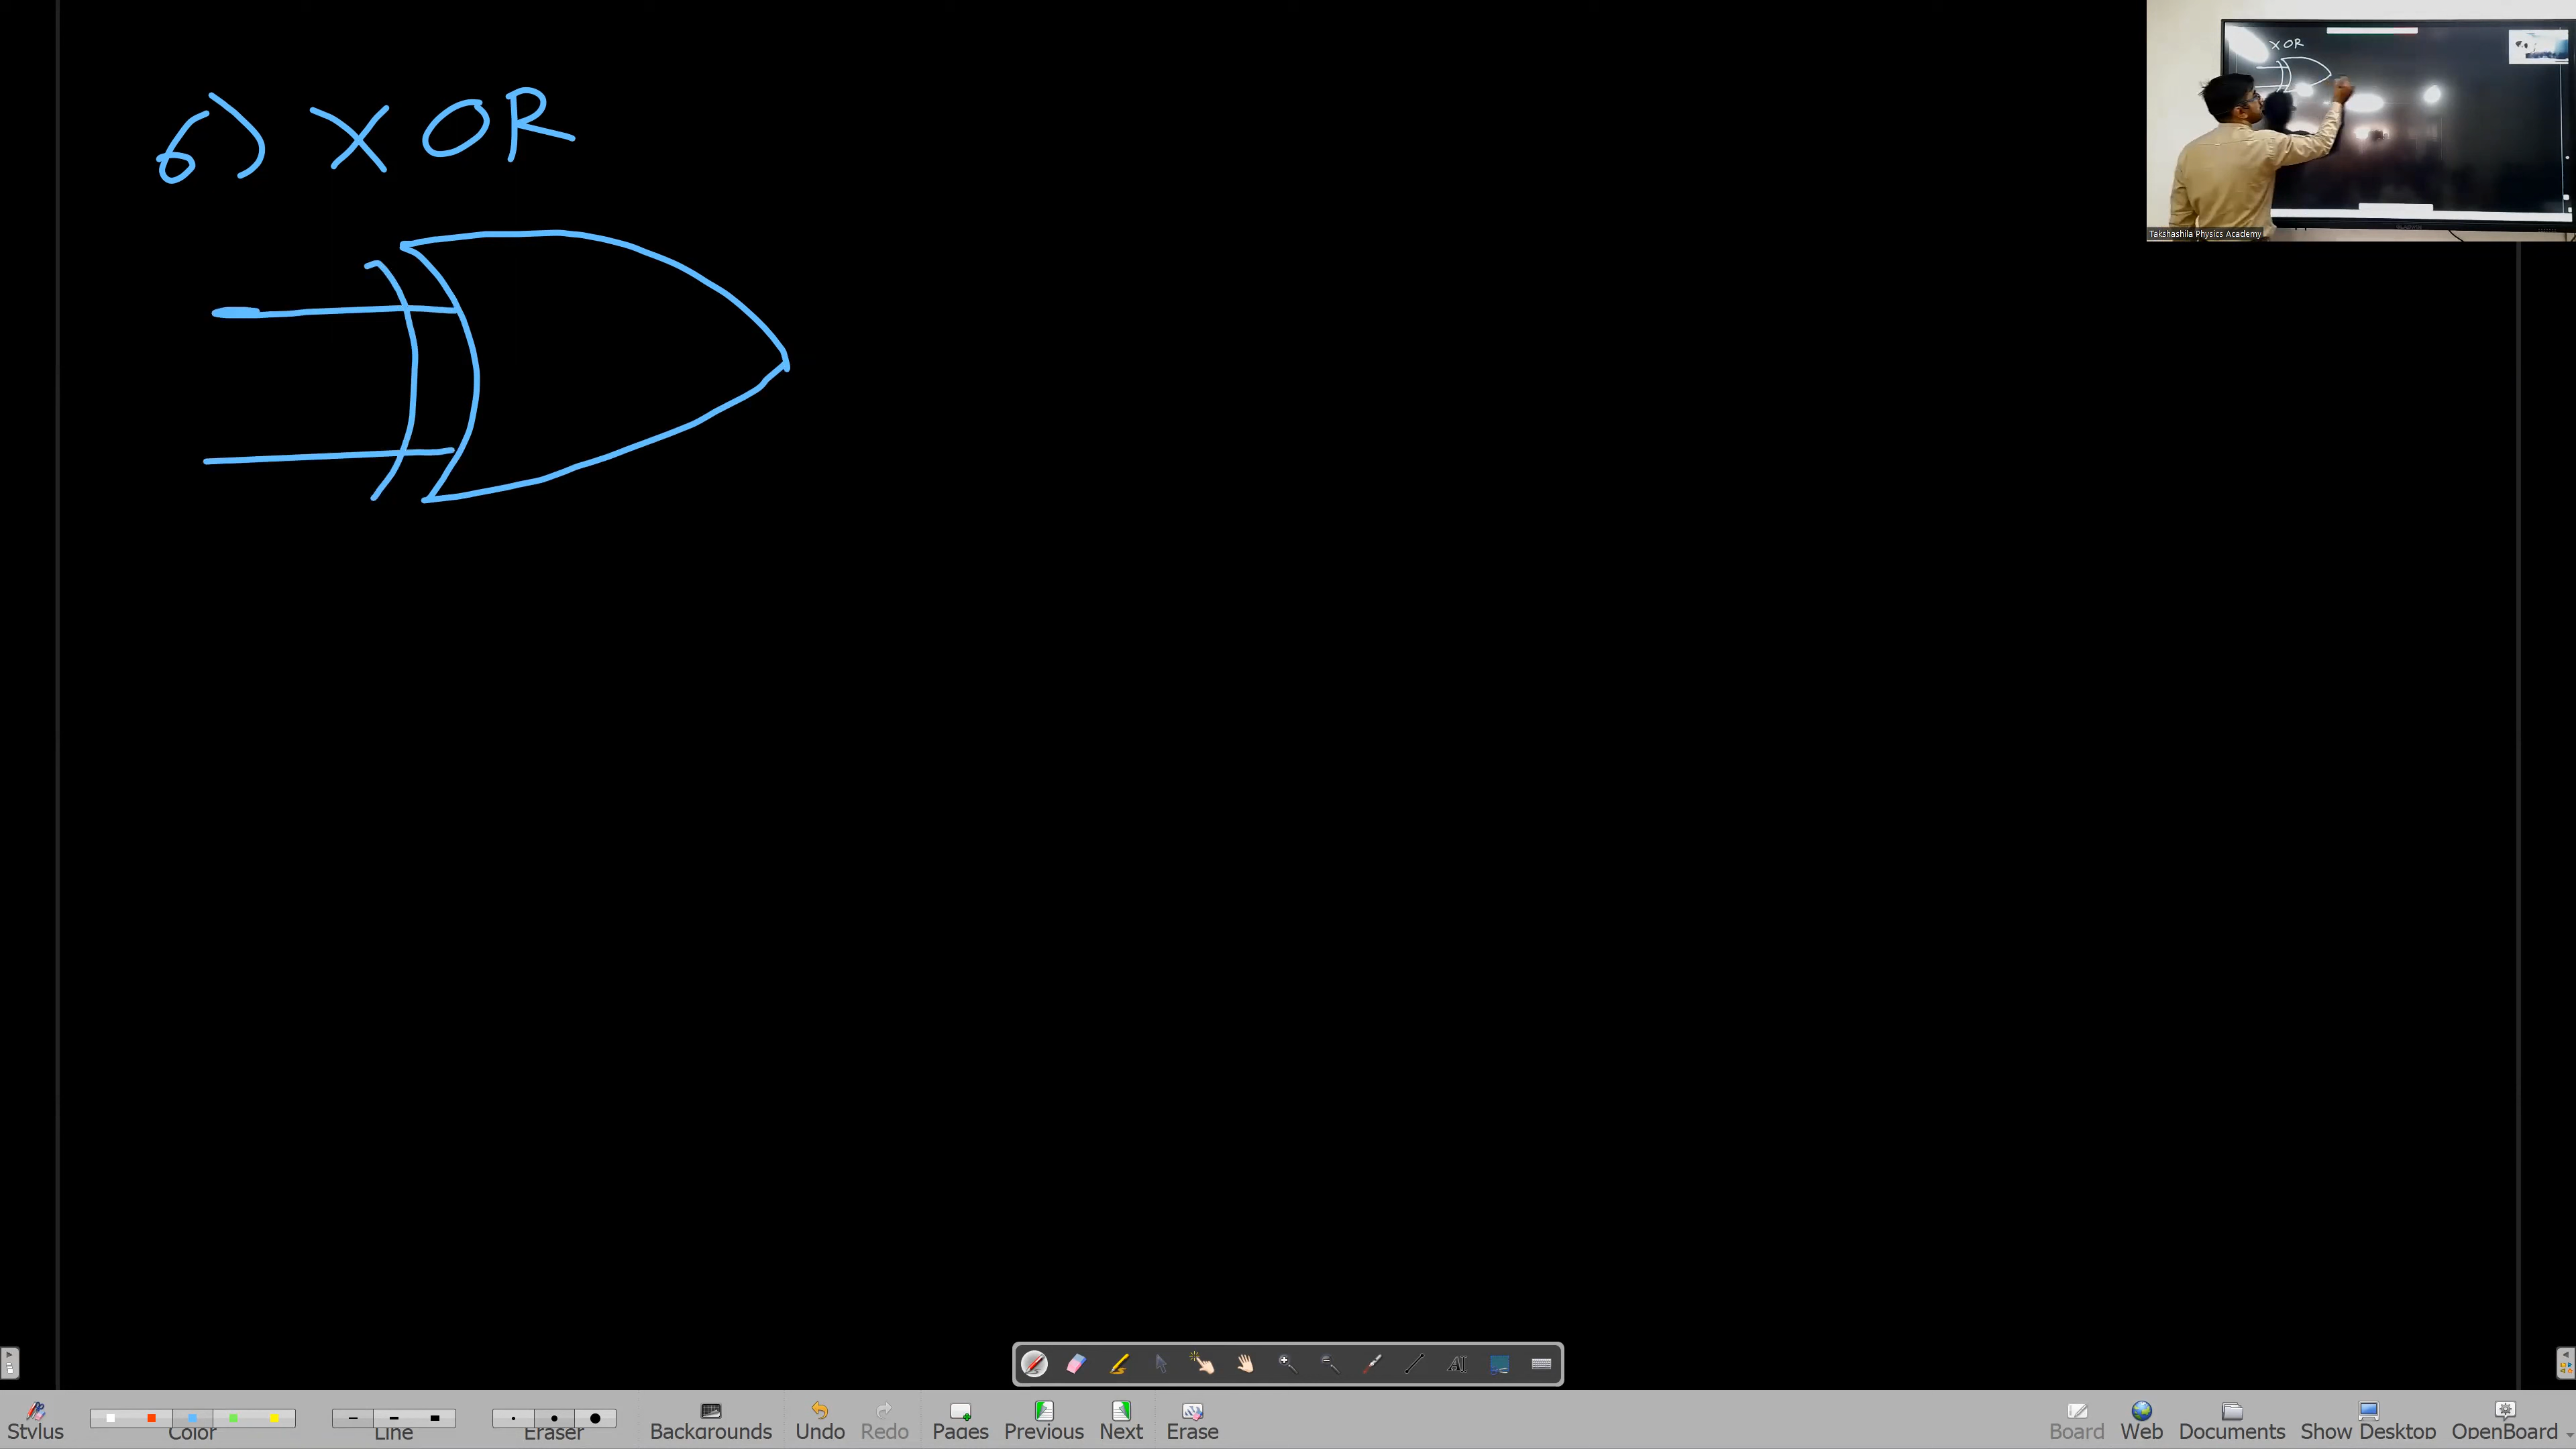 6) XOR
XOR
Takshashila Physics Academy
Stylus Color Line Eraser Backgrounds Undo Redo Pages Previous Next Erase Board Web Documents Show Desktop OpenBoard